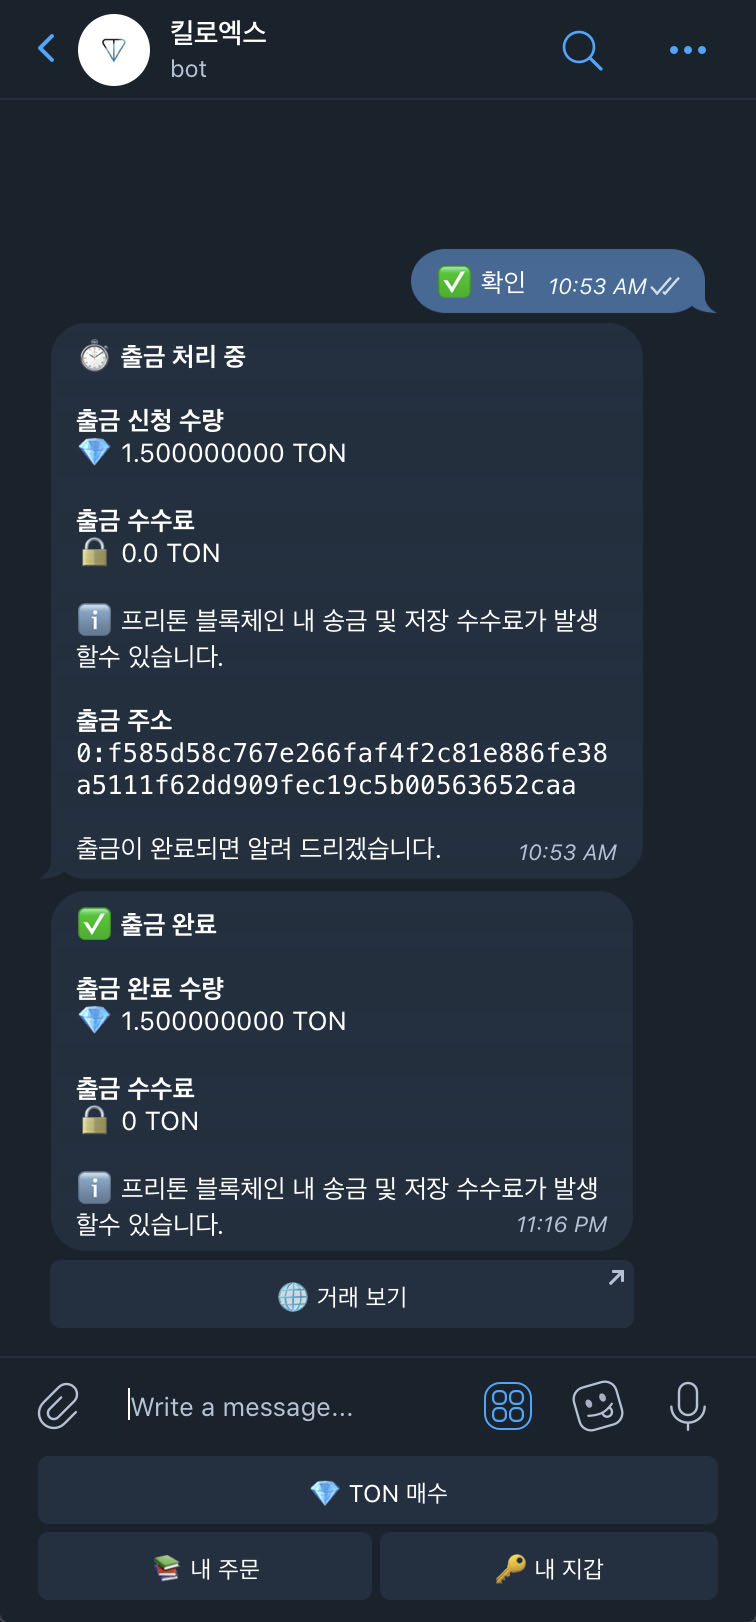 킬로엑스
bot
✅ 확인 10:53 AM
⏱ 출금 처리 중
출금 신청 수량
💎 1.500000000 TON
출금 수수료
🔒 0.0 TON
ℹ️ 프리톤 블록체인 내 송금 및 저장 수수료가 발생
할수 있습니다.
출금 주소
0:f585d58c767e266faf4f2c81e886fe38
a5111f62dd909fec19c5b00563652caa
출금이 완료되면 알려 드리겠습니다. 10:53 AM
✅ 출금 완료
출금 완료 수량
💎 1.500000000 TON
출금 수수료
🔒 0 TON
ℹ️ 프리톤 블록체인 내 송금 및 저장 수수료가 발생
할수 있습니다. 11:16 PM
🌐 거래 보기
Write a message...
💎 TON 매수
📚 내 주문
🔑 내 지갑